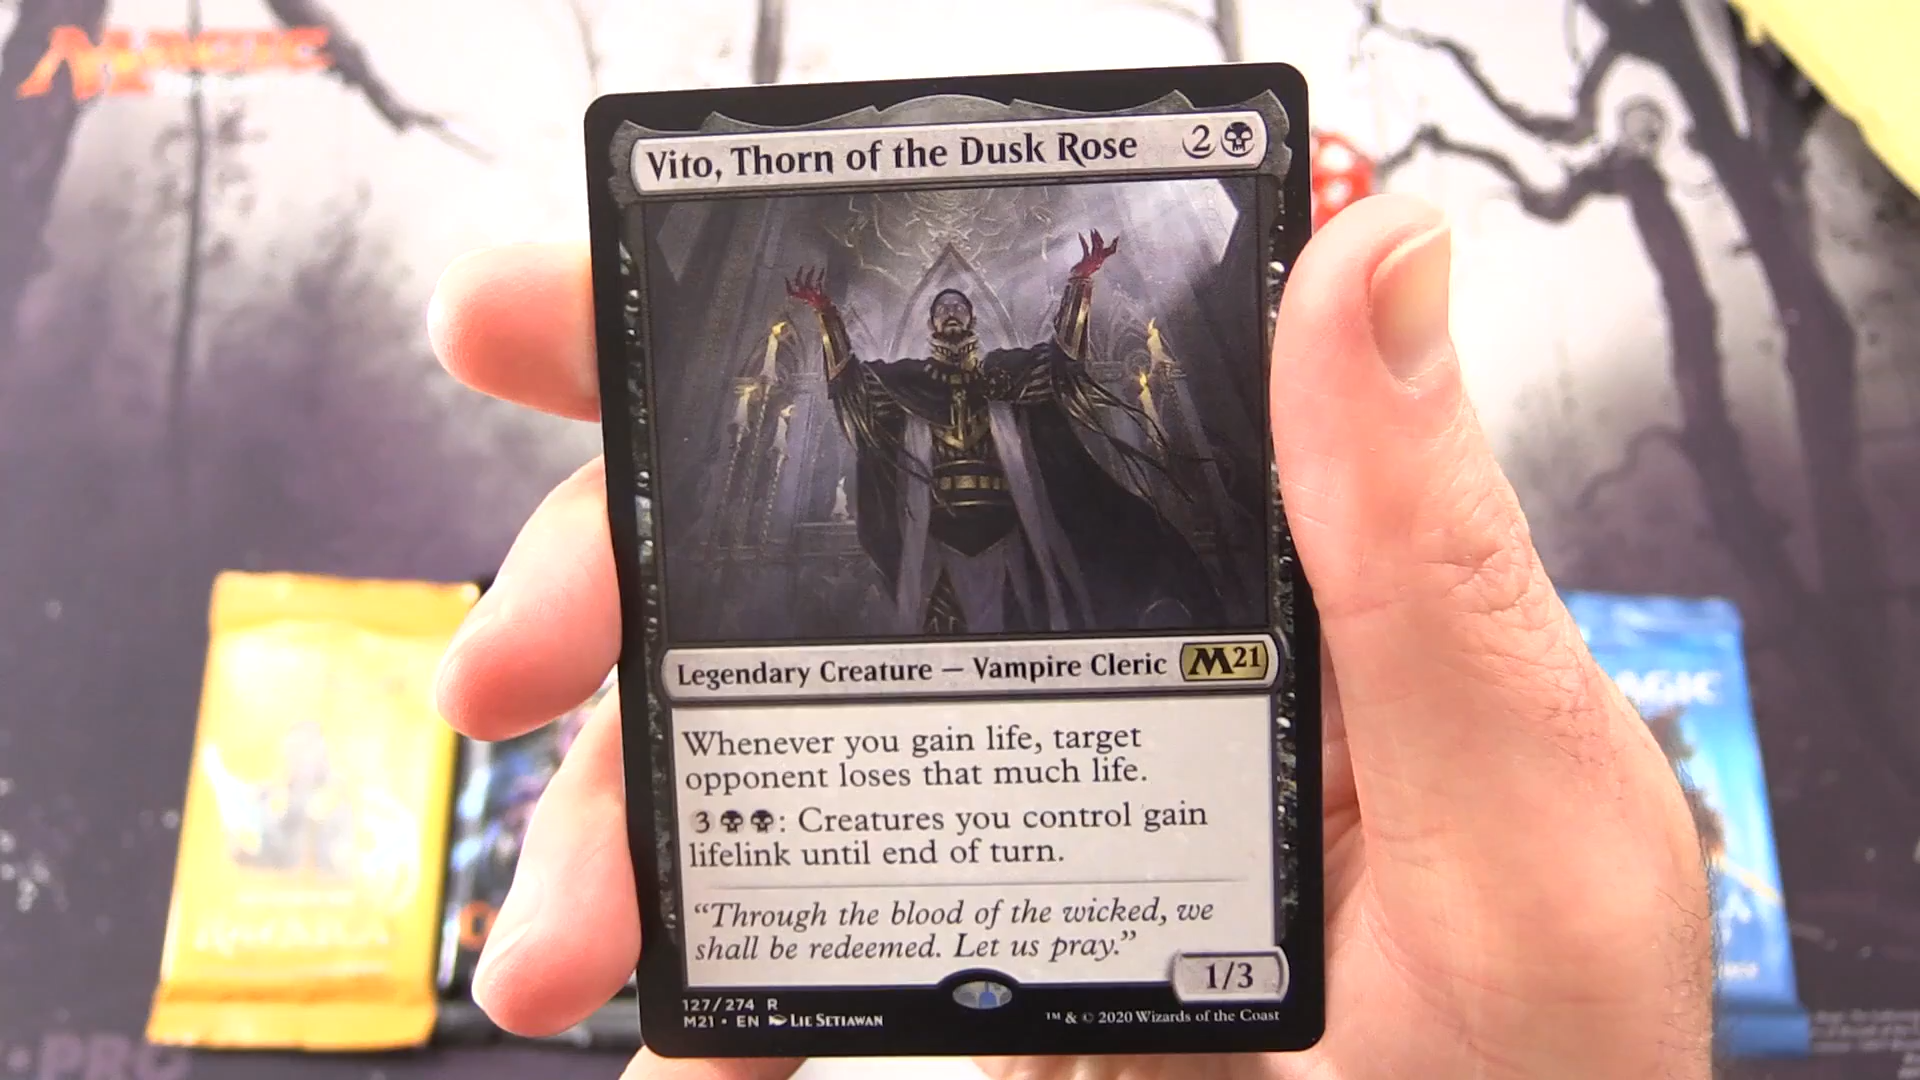 MAGIC
Vito, Thorn of the Dusk Rose 2
Legendary Creature — Vampire Cleric M21
Whenever you gain life, target
opponent loses that much life.
3 : Creatures you control gain
lifelink until end of turn.
“Through the blood of the wicked, we
shall be redeemed. Let us pray.”
1/3
127/274 R
M21 • EN LIE SETIAWAN
™ & © 2020 Wizards of the Coast
AGIC
PRO